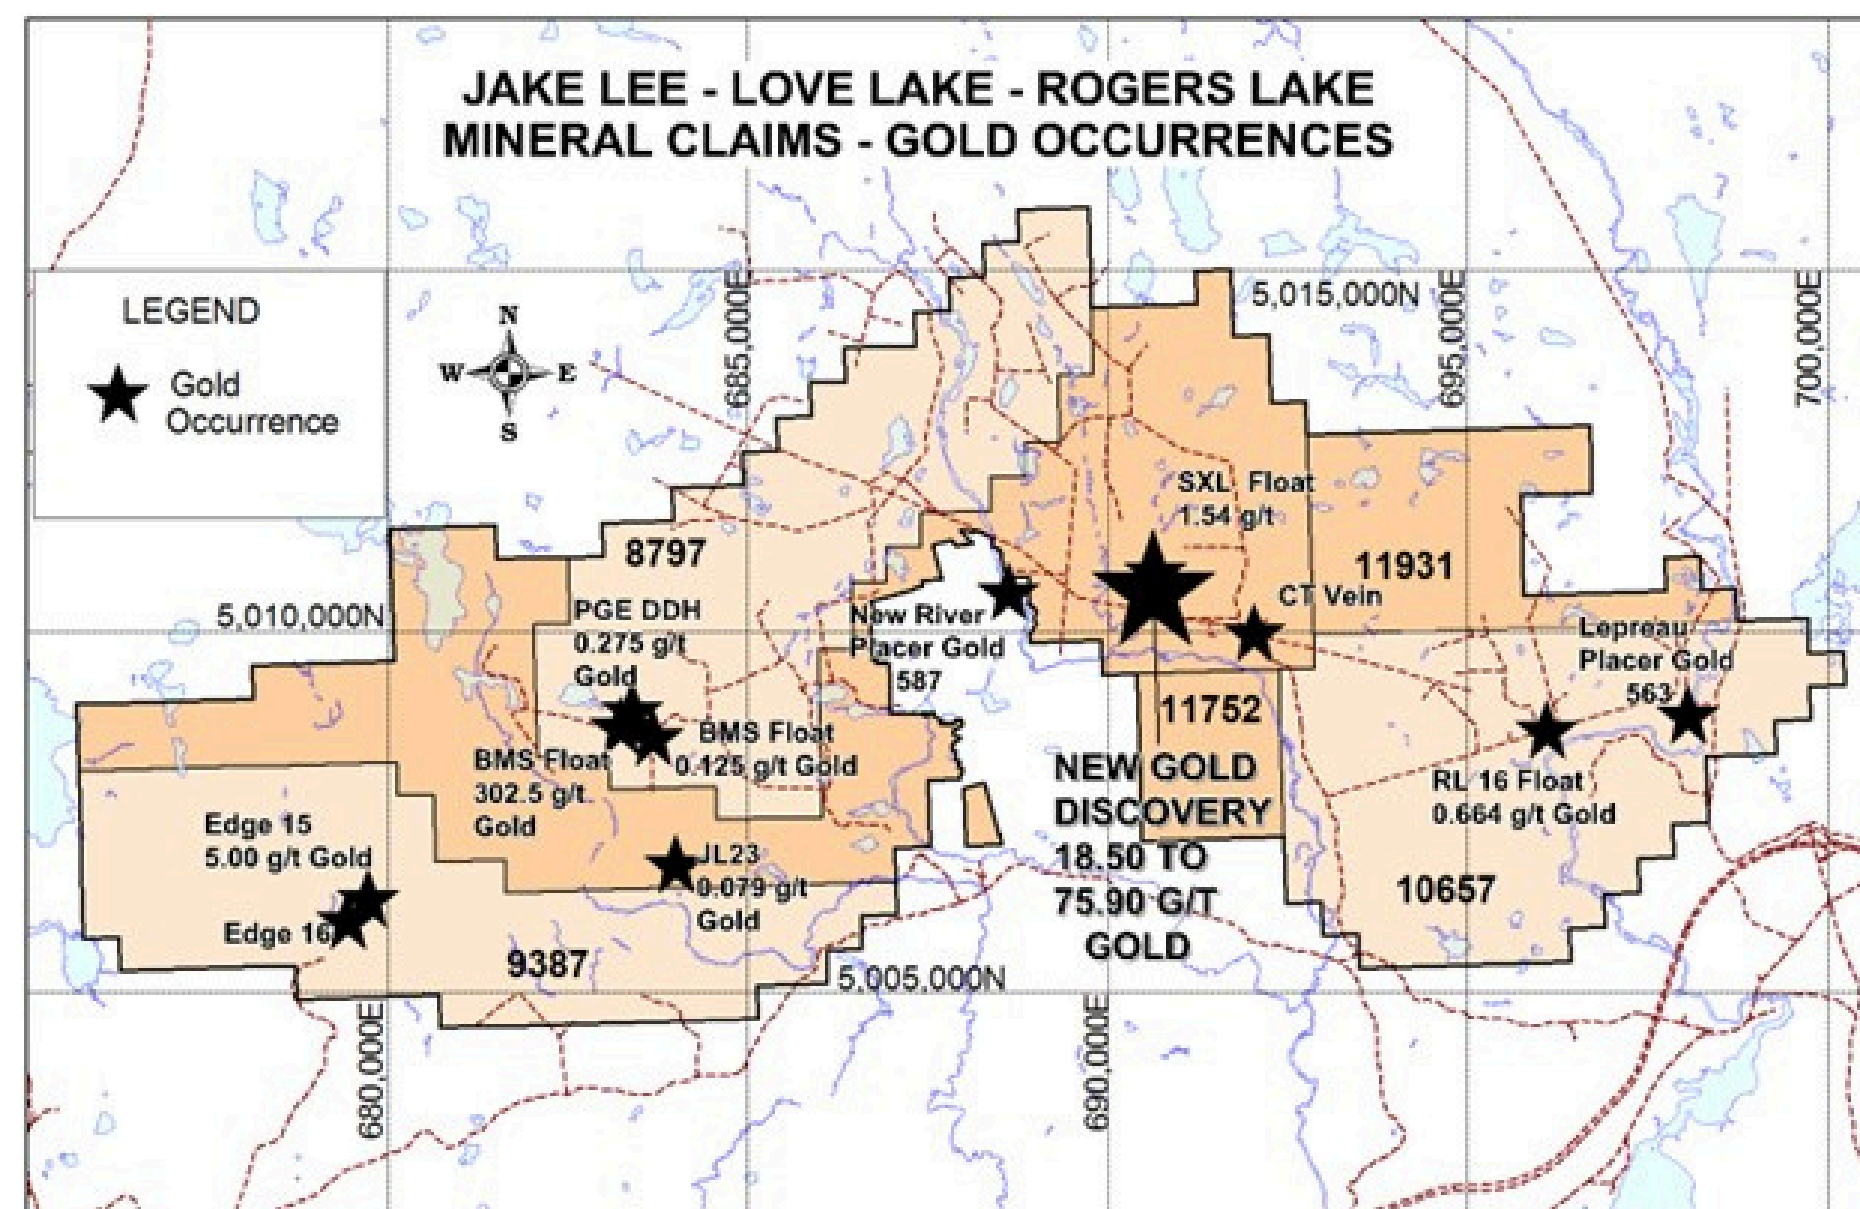 JAKE LEE - LOVE LAKE - ROGERS LAKE
MINERAL CLAIMS - GOLD OCCURRENCES
LEGEND
Gold
Occurrence
N
W E
S
685,000E
5,015,000N
695,000E
700,000E
SXL Float
1.54 g/t
8797
11931
5,010,000N
PGE DDH
0.275 g/t
Gold
New River
Placer Gold
587
CT Vein
Lepreau
Placer Gold
563
11752
BMS Float
0.125 g/t Gold
BMS Float
302.5 g/t
Gold
NEW GOLD
DISCOVERY
18.50 TO
75.90 G/T
GOLD
RL 16 Float
0.664 g/t Gold
Edge 15
5.00 g/t Gold
JL23
0.079 g/t
Gold
10657
Edge 16
9387
5,005,000N
680,000E
690,000E